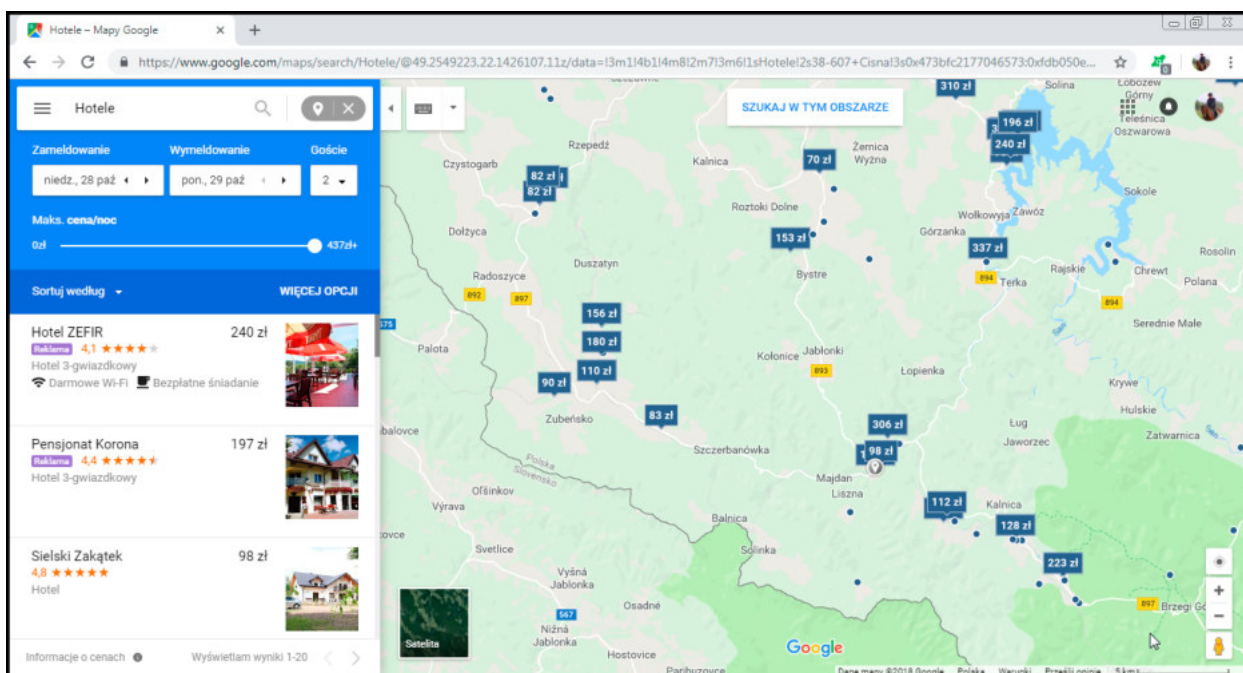 Hotele – Mapy Google
https://www.google.com/maps/search/Hotele/@49.2549223,22.1426107,11z/data=!3m1!4b1!4m8!2m7!3m6!1sHotele!2s38-607+Cisna!3s0x473bfc2177046573:0xfdb050e...
Hotele
Zameldowanie
Wymeldowanie
Goście
niedz., 28 paź
pon., 29 paź
2
Maks. cena/noc
0zł
437zł+
Sortuj według
WIĘCEJ OPCJI
Hotel ZEFIR
240 zł
Reklama 4,1
Hotel 3-gwiazdkowy
Darmowe Wi-Fi
Bezpłatne śniadanie
Pensjonat Korona
197 zł
Reklama 4,4
Hotel 3-gwiazdkowy
Sielski Zakątek
98 zł
4,8
Hotel
Informacje o cenach
Wyświetlam wyniki 1-20
SZUKAJ W TYM OBSZARZE
310 zł
Solina
Łobozew
Górny
Teleśnica
Oszwarowa
196 zł
240 zł
Rzepedź
Czystogarb
82 zł
82 zł
Kalnica
70 zł
Żernica
Wyżna
Sokole
Roztoki Dolne
Wołkowyja
Zawóz
Górzanka
Dołżyca
153 zł
337 zł
Rosolin
Duszatyn
Radoszyce
Bystre
894
Terka
Rajskie
Chrewt
Polana
892
897
894
575
156 zł
Serednie Małe
180 zł
Palota
Kołonice
Jabłonki
893
Łopienka
110 zł
90 zł
Krywe
Hulskie
83 zł
Zubeńsko
306 zł
Ług
Zatwarnica
Jaworzec
98 zł
Szczerbanówka
Polska
Slovensko
Majdan
Liszna
Oľšinkov
Výrava
112 zł
Kalnica
Balnica
128 zł
Svetlice
Solinka
223 zł
Vyšná
Jablonka
Osadné
567
897
Brzegi
Satelita
Nižná
Jablonka
Hostovice
Google
Parihuzovce
Dane mapy ©2018 Google
Polska
Warunki
Prześlij opinię
5 km